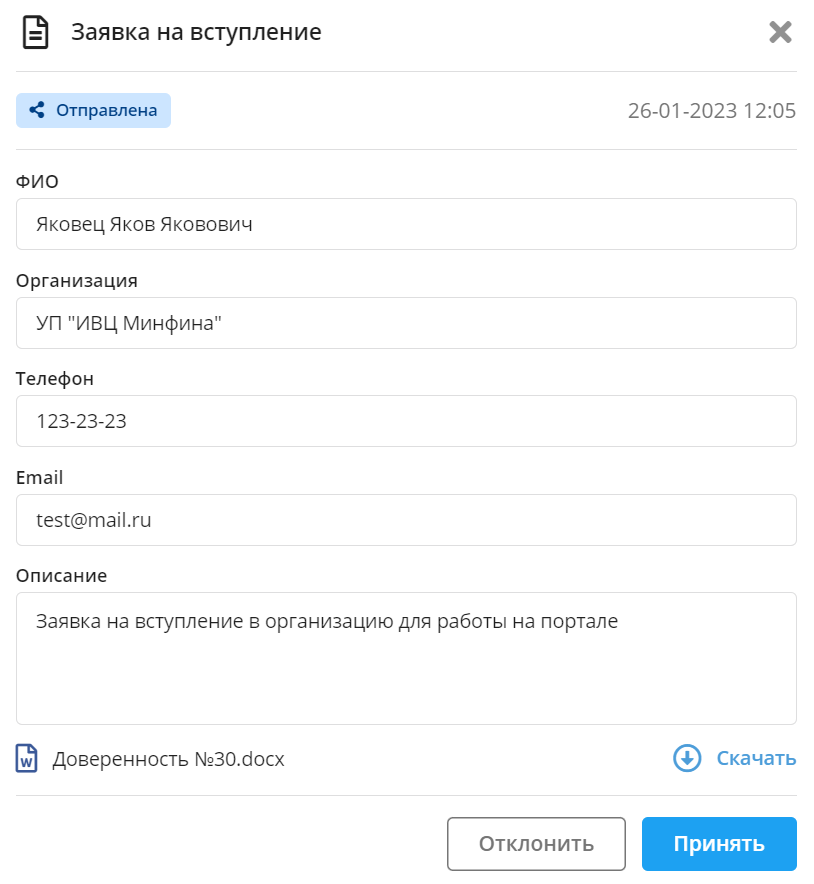 Заявка на вступление
Отправлена 26-01-2023 12:05
ФИО
Яковец Яков Яковович
Организация
УП "ИВЦ Минфина"
Телефон
123-23-23
Email
test@mail.ru
Описание
Заявка на вступление в организацию для работы на портале
W Доверенность №30.docx Скачать
Отклонить Принять